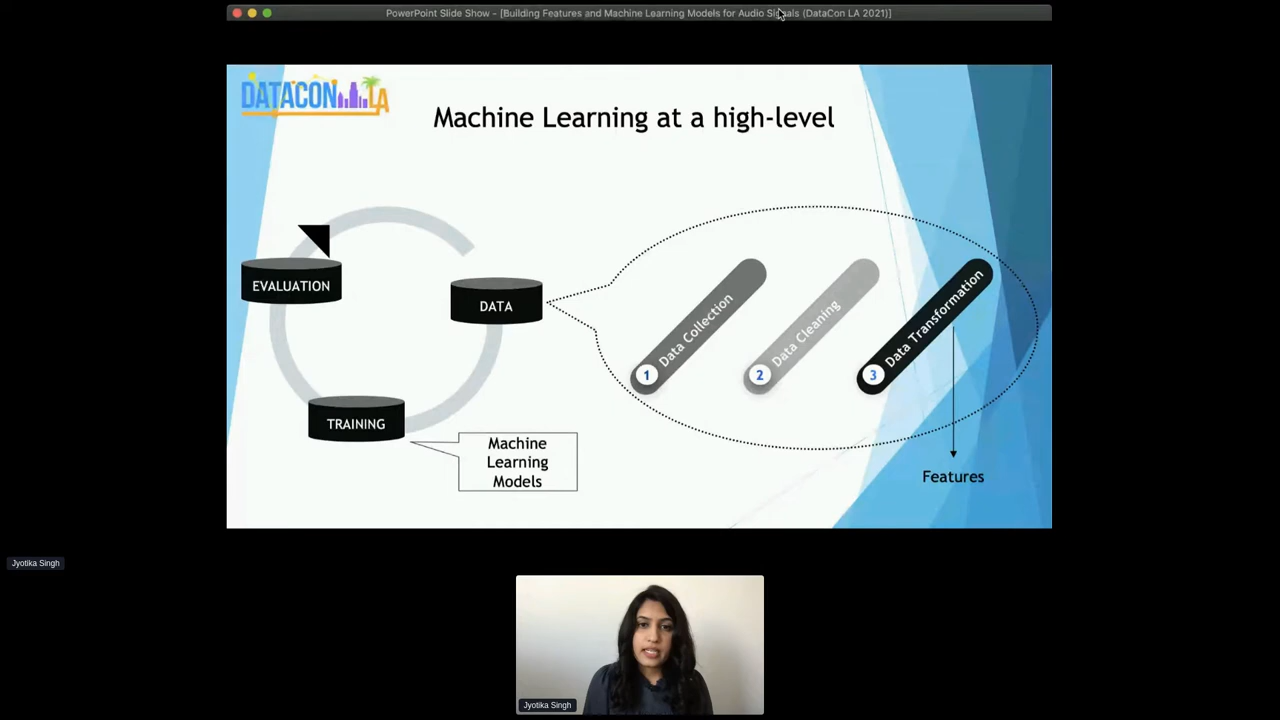 PowerPoint Slide Show - [Building Features and Machine Learning Models for Audio Signals (DataCon LA 2021)]
DATACON LA
Machine Learning at a high-level
EVALUATION
DATA
TRAINING
Machine
Learning
Models
1 Data Collection
2 Data Cleaning
3 Data Transformation
Features
Jyotika Singh
Jyotika Singh